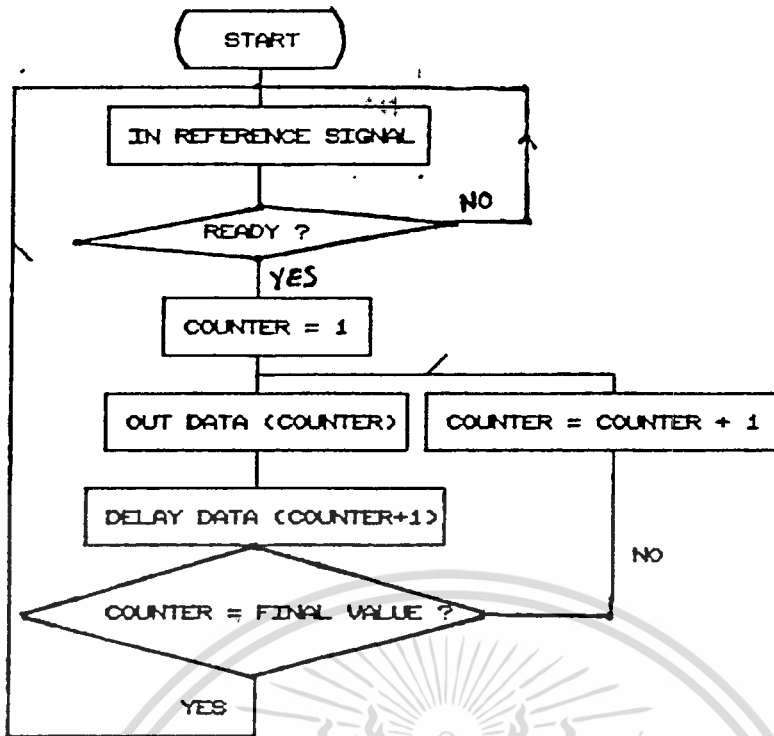 START
IN REFERENCE SIGNAL
NO
READY ?
YES
COUNTER = 1
OUT DATA (COUNTER)
COUNTER = COUNTER + 1
DELAY DATA (COUNTER+1)
NO
COUNTER = FINAL VALUE ?
YES